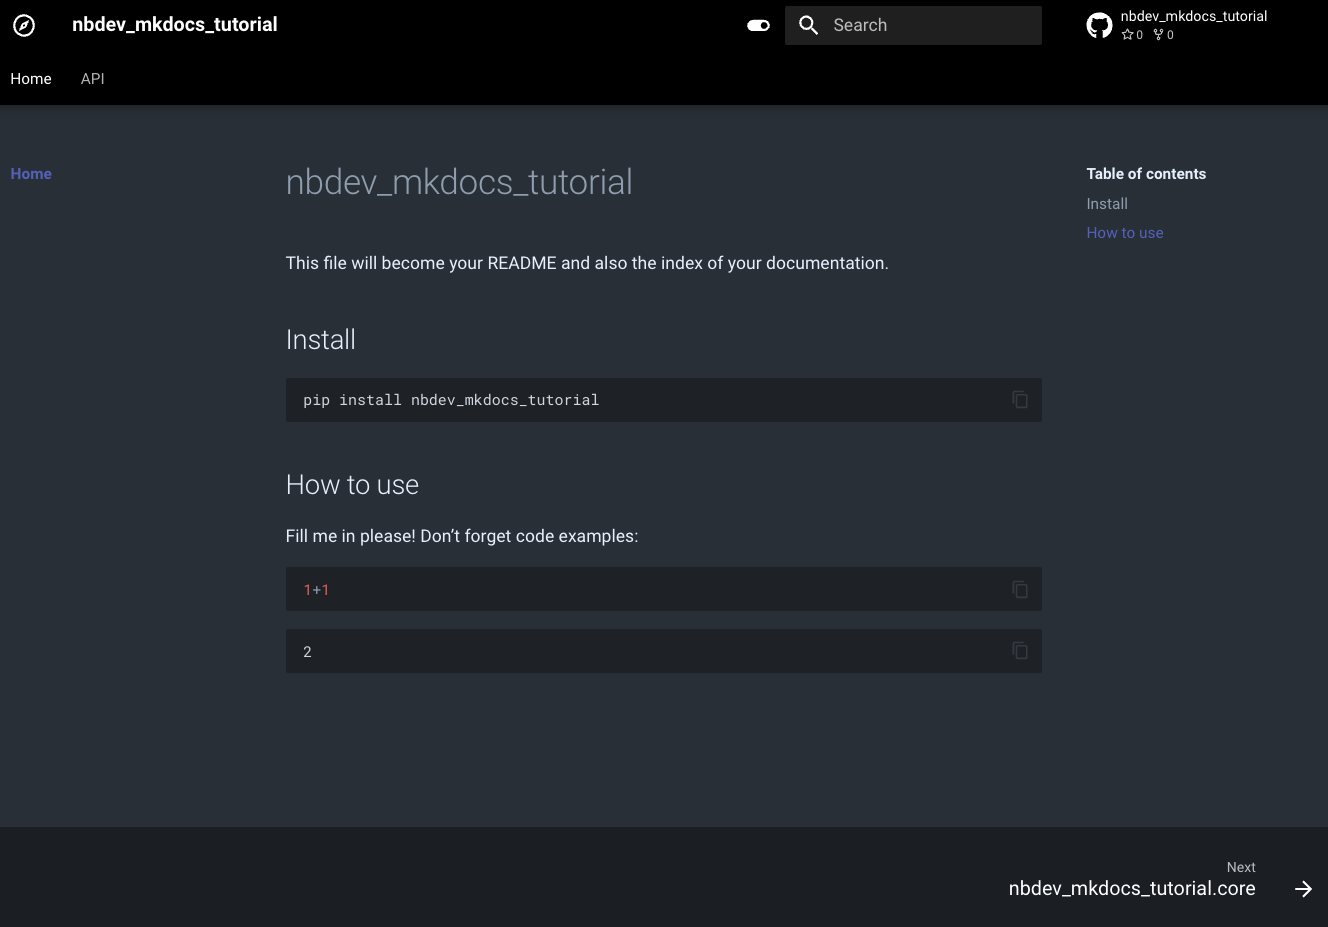 nbdev_mkdocs_tutorial
Search
nbdev_mkdocs_tutorial
0 0
Home API
Home
nbdev_mkdocs_tutorial
This file will become your README and also the index of your documentation.
Install
pip install nbdev_mkdocs_tutorial
How to use
Fill me in please! Don’t forget code examples:
1+1
2
Table of contents
Install
How to use
Next
nbdev_mkdocs_tutorial.core